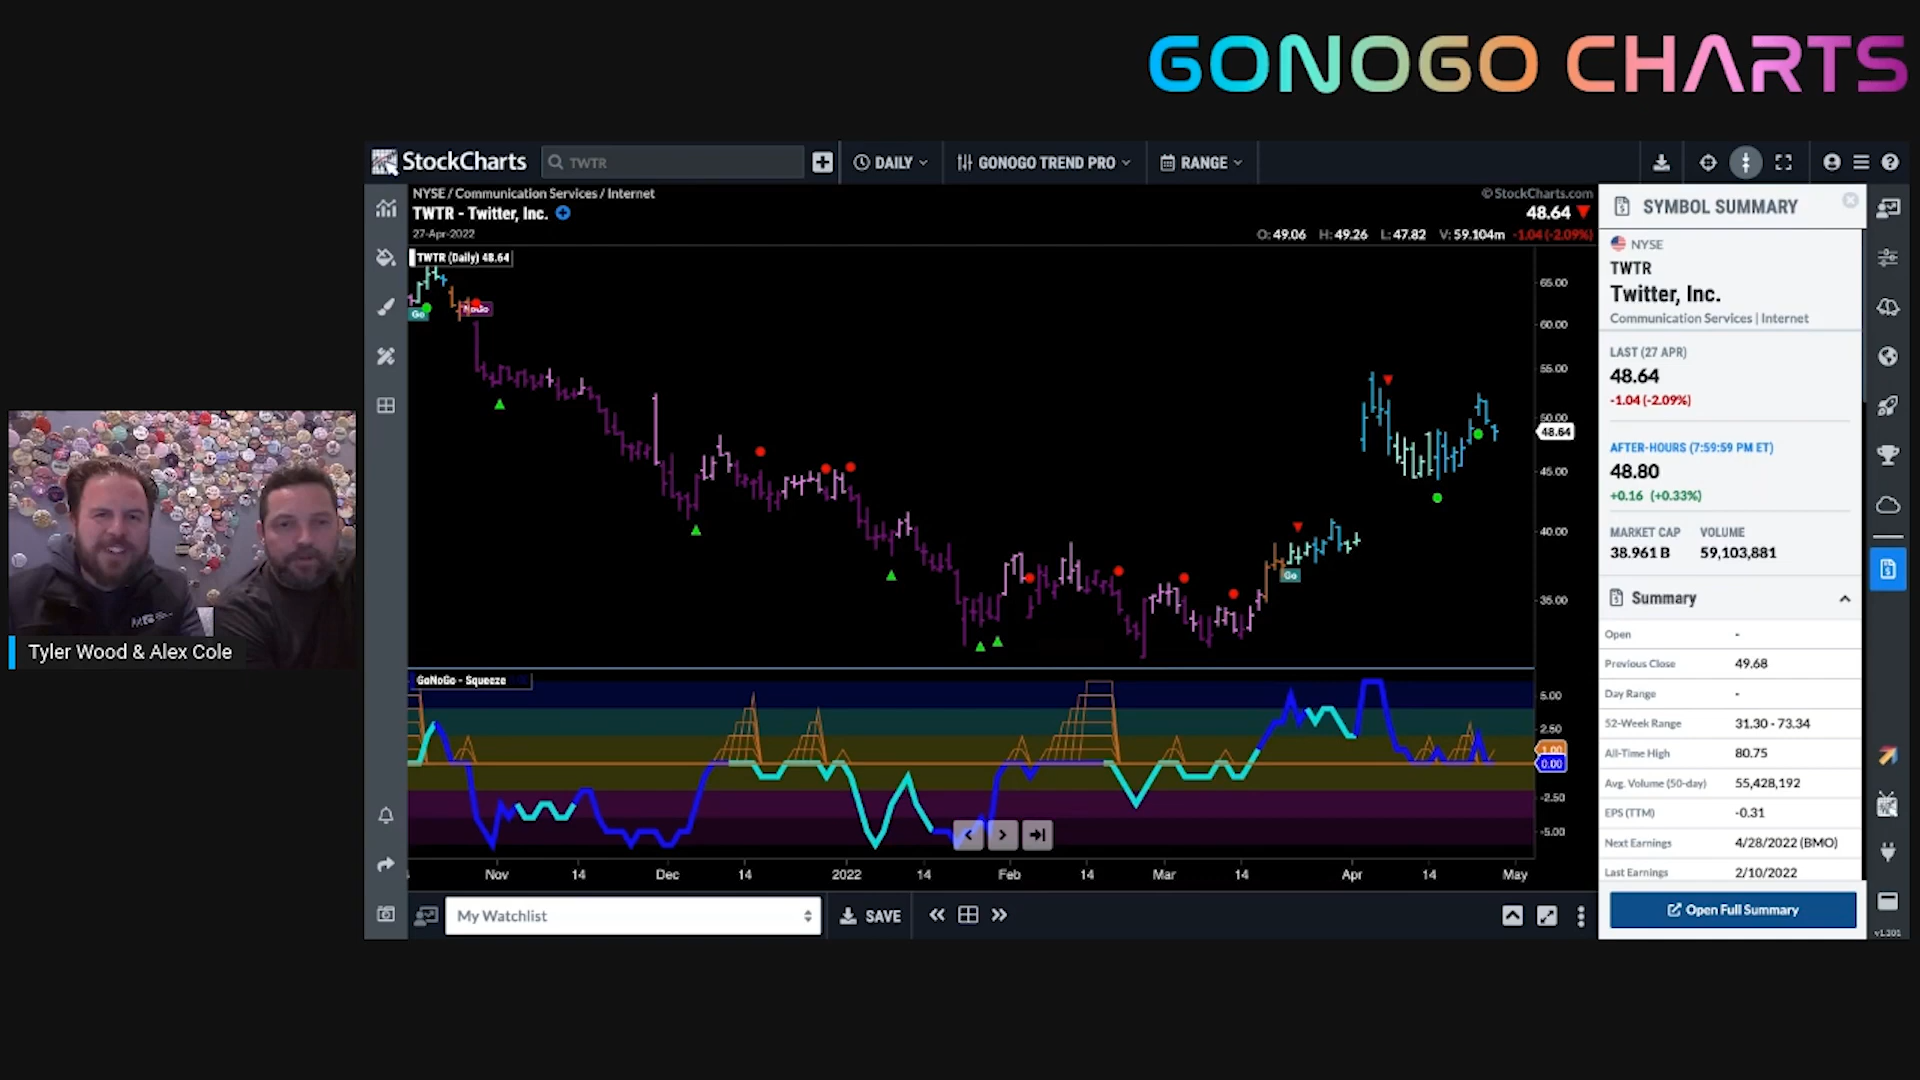 GONOGO CHARTS
StockCharts
TWTR
DAILY
GONOGO TREND PRO
RANGE
NYSE / Communication Services / Internet
© StockCharts.com
TWTR - Twitter, Inc.
48.64
27-Apr-2022
O: 49.06 H: 49.26 L: 47.82 V: 59.104m -1.04 (-2.09%)
TWTR (Daily) 48.64
Go
NoGo
Go
65.00
60.00
55.00
50.00
48.64
45.00
40.00
35.00
GoNoGo - Squeeze
5.00
2.50
1.00
0.00
-2.50
-5.00
Nov 14 Dec 14 2022 14 Feb 14 Mar 14 Apr 14 May
My Watchlist
SAVE
SYMBOL SUMMARY
NYSE
TWTR
Twitter, Inc.
Communication Services | Internet
LAST (27 APR)
48.64
-1.04 (-2.09%)
AFTER-HOURS (7:59:59 PM ET)
48.80
+0.16 (+0.33%)
MARKET CAP VOLUME
38.961 B 59,103,881
Summary
Open -
Previous Close 49.68
Day Range -
52-Week Range 31.30 - 73.34
All-Time High 80.75
Avg. Volume (50-day) 55,428,192
EPS (TTM) -0.31
Next Earnings 4/28/2022 (BMO)
Last Earnings 2/10/2022
Open Full Summary
v1.301
Tyler Wood & Alex Cole